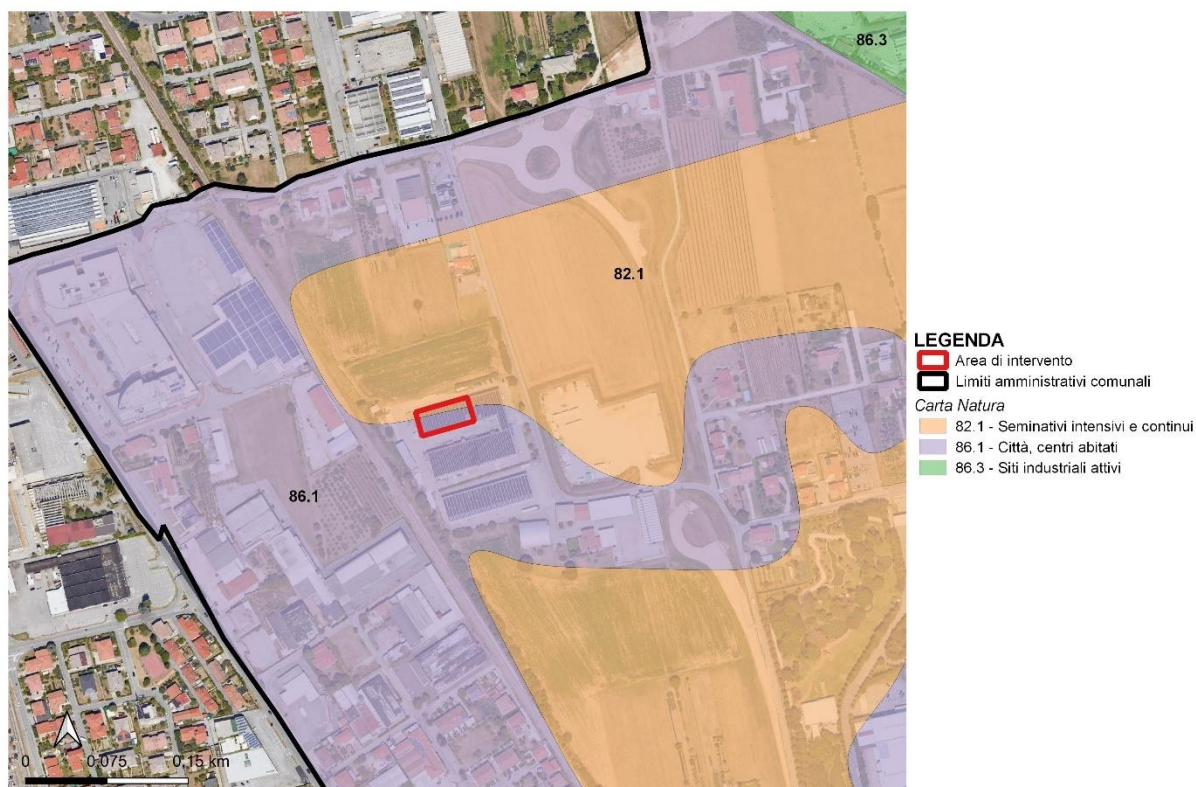 86.3
82.1
86.1
LEGENDA
Area di intervento
Limiti amministrativi comunali
Carta Natura
82.1 - Seminativi intensivi e continui
86.1 - Città, centri abitati
86.3 - Siti industriali attivi
0 0,075 0,15 km